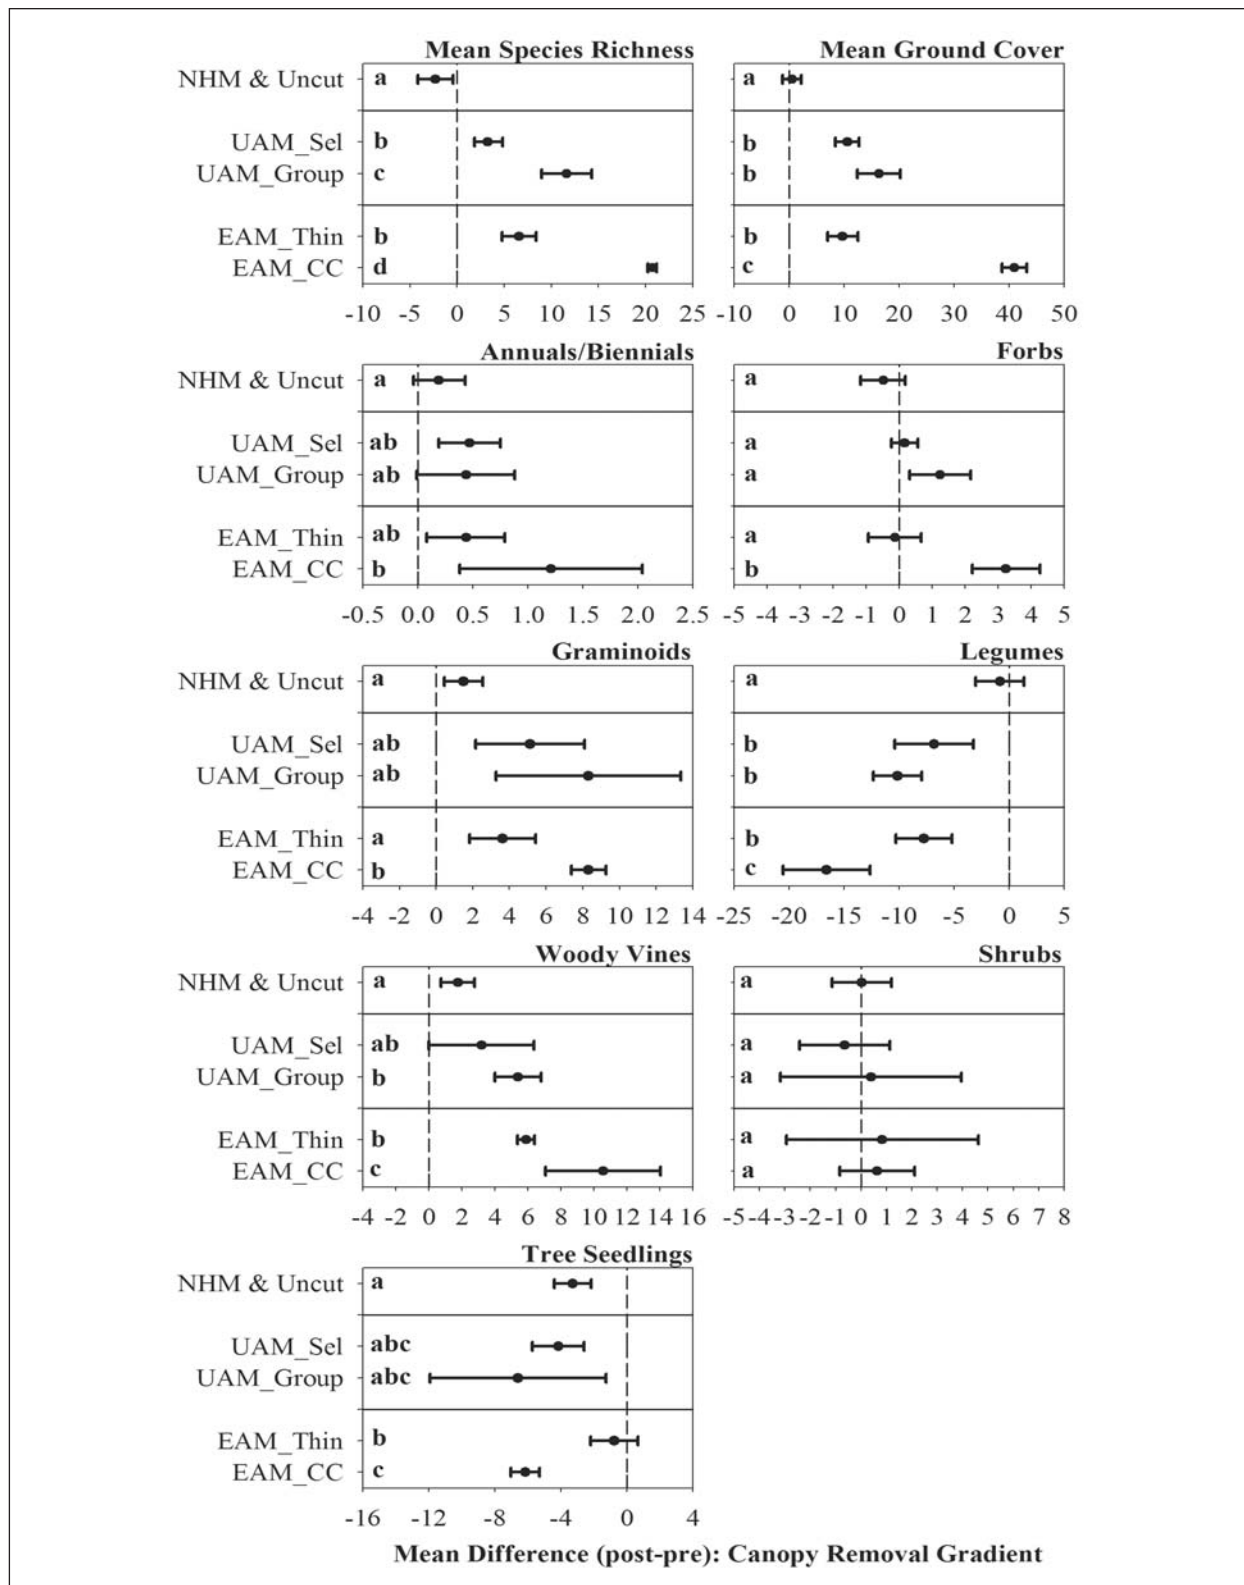 Mean Species Richness
NHM & Uncut a
UAM_Sel b
UAM_Group c
EAM_Thin b
EAM_CC d
-10 -5 0 5 10 15 20 25
Mean Ground Cover
a
b
b
b
c
-10 0 10 20 30 40 50
Annuals/Biennials
NHM & Uncut a
UAM_Sel ab
UAM_Group ab
EAM_Thin ab
EAM_CC b
-0.5 0.0 0.5 1.0 1.5 2.0 2.5
Forbs
a
a
a
a
b
-5 -4 -3 -2 -1 0 1 2 3 4 5
Graminoids
NHM & Uncut a
UAM_Sel ab
UAM_Group ab
EAM_Thin a
EAM_CC b
-4 -2 0 2 4 6 8 10 12 14
Legumes
a
b
b
b
c
-25 -20 -15 -10 -5 0 5
Woody Vines
NHM & Uncut a
UAM_Sel ab
UAM_Group b
EAM_Thin b
EAM_CC c
-4 -2 0 2 4 6 8 10 12 14 16
Shrubs
a
a
a
a
a
-5 -4 -3 -2 -1 0 1 2 3 4 5 6 7 8
Tree Seedlings
NHM & Uncut a
UAM_Sel abc
UAM_Group abc
EAM_Thin b
EAM_CC c
-16 -12 -8 -4 0 4
Mean Difference (post-pre): Canopy Removal Gradient